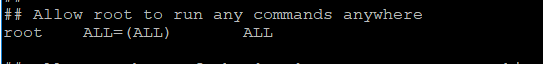 ## Allow root to run any commands anywhere
root    ALL=(ALL)       ALL